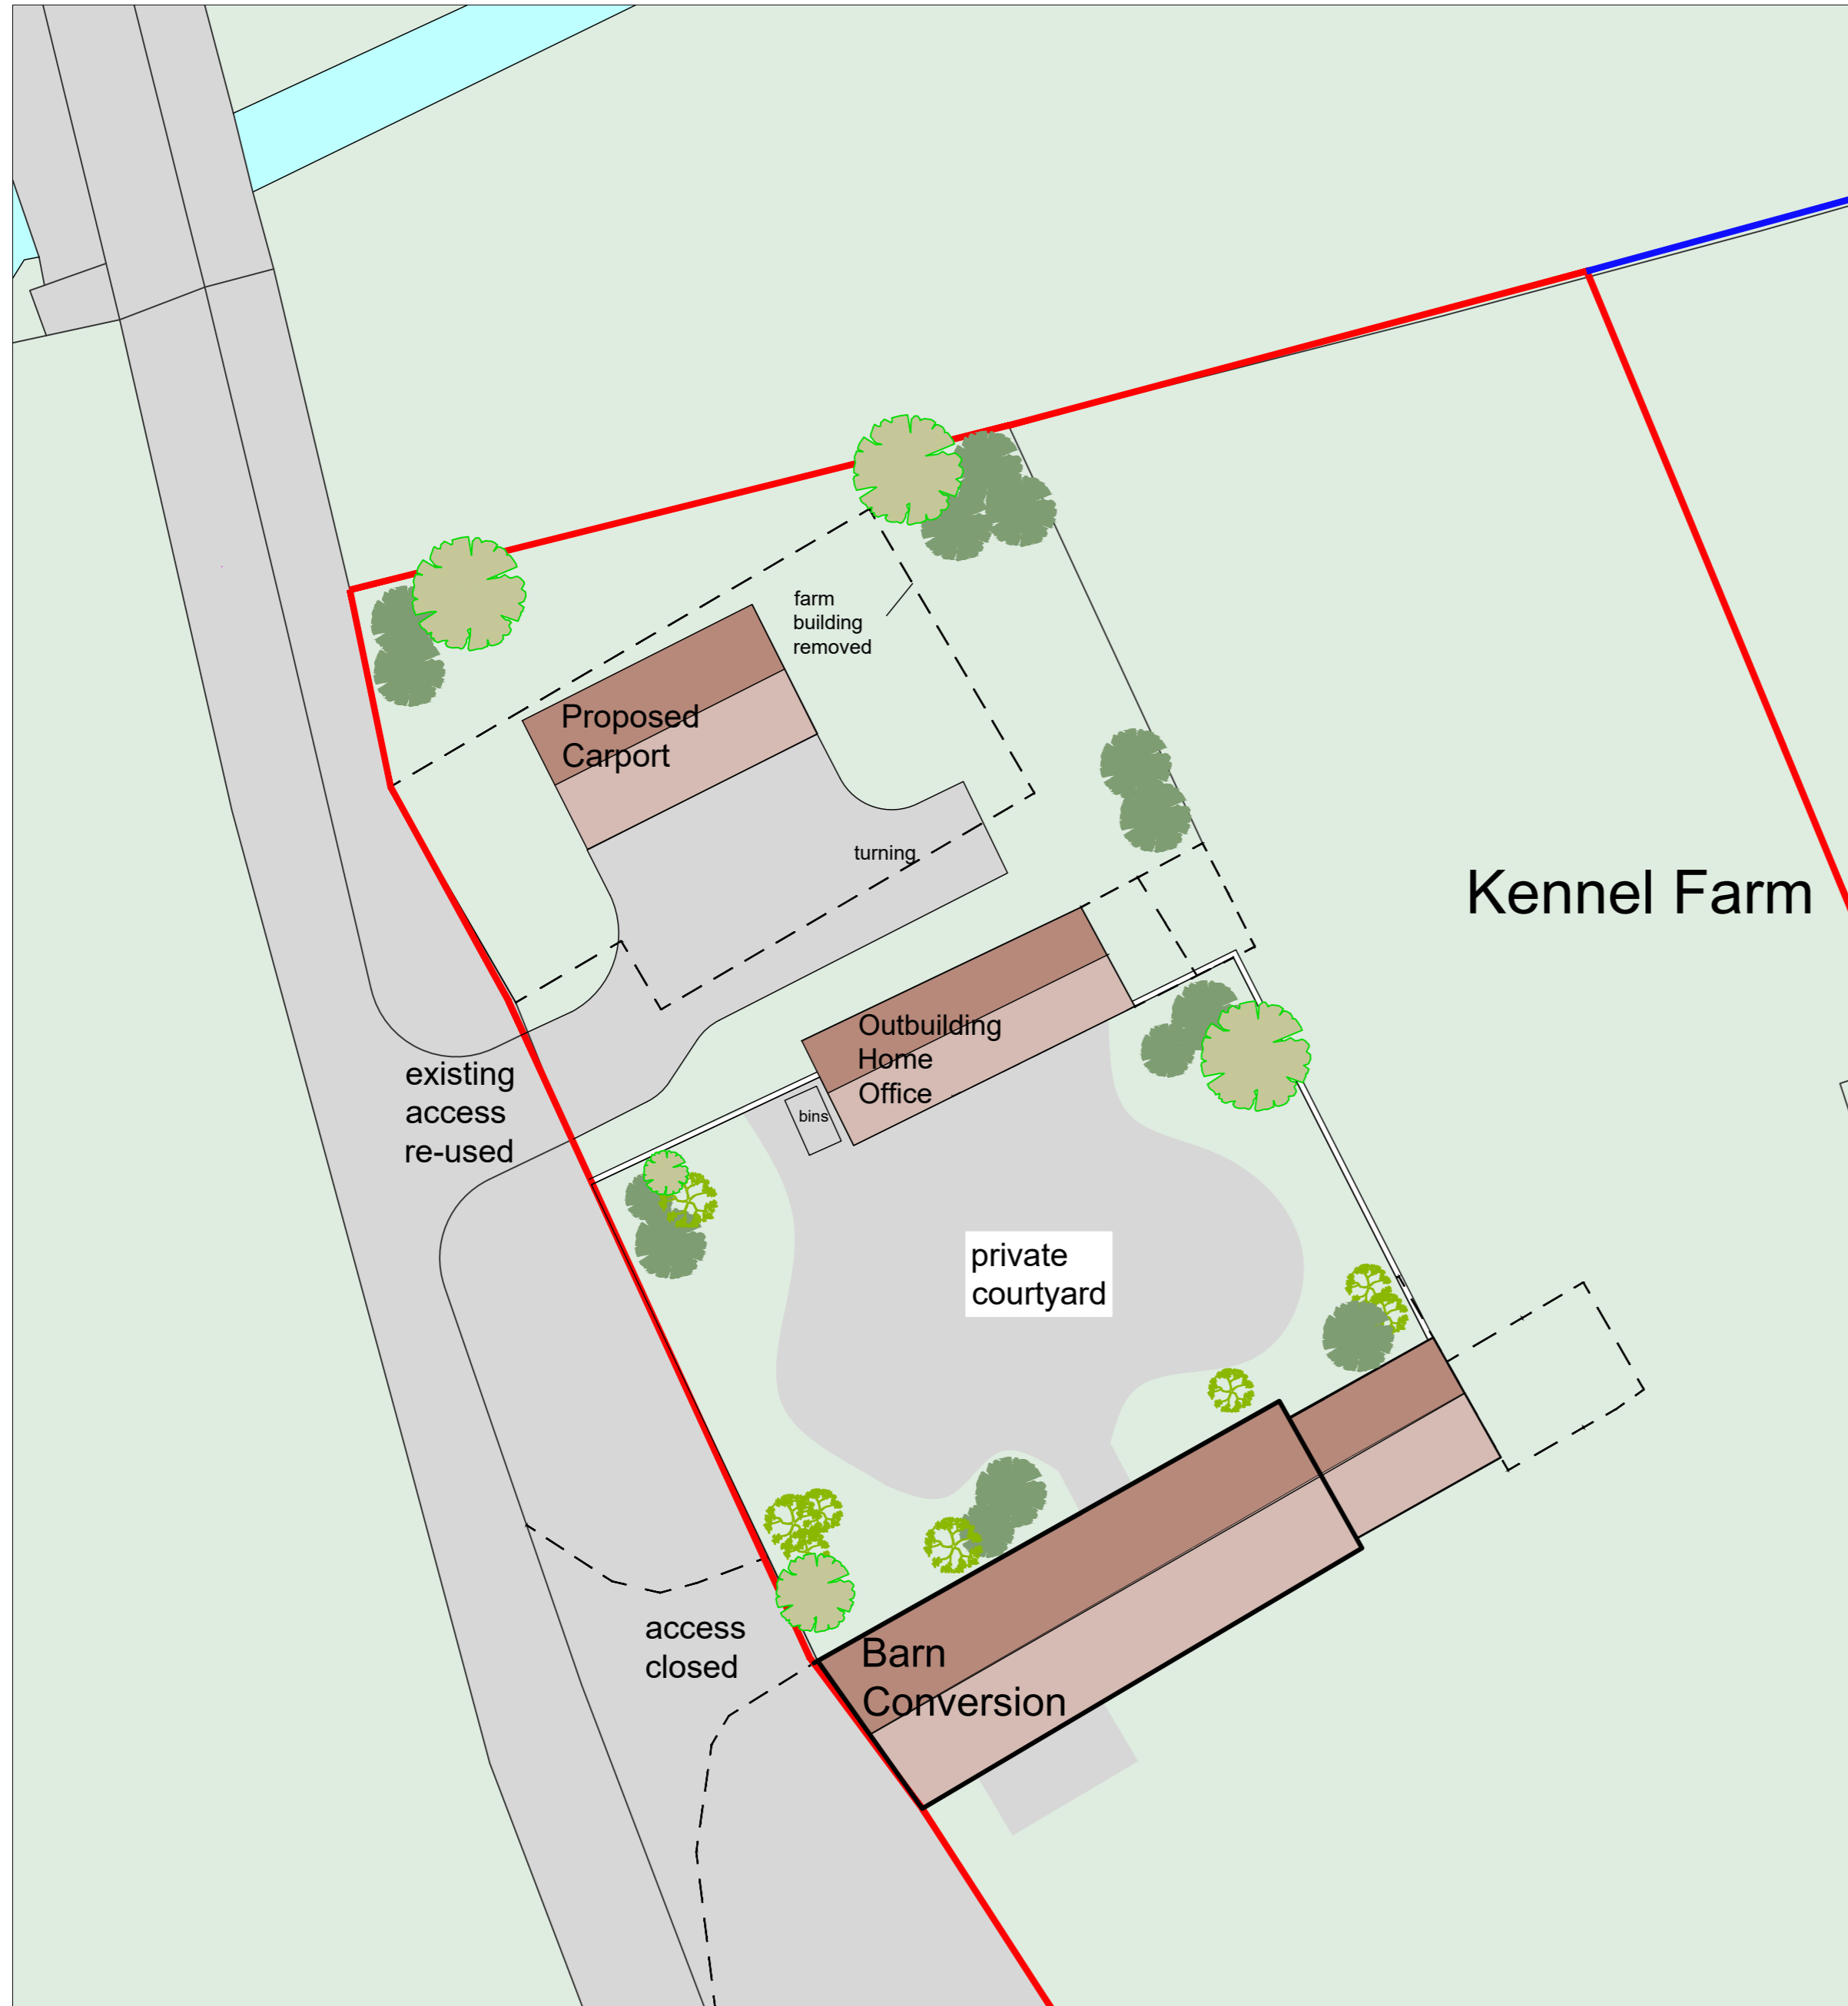 farm
building
removed
Proposed
Carport
turning
Kennel Farm
Outbuilding
Home
Office
existing
access
re-used
bins
private
courtyard
access
closed
Barn
Conversion